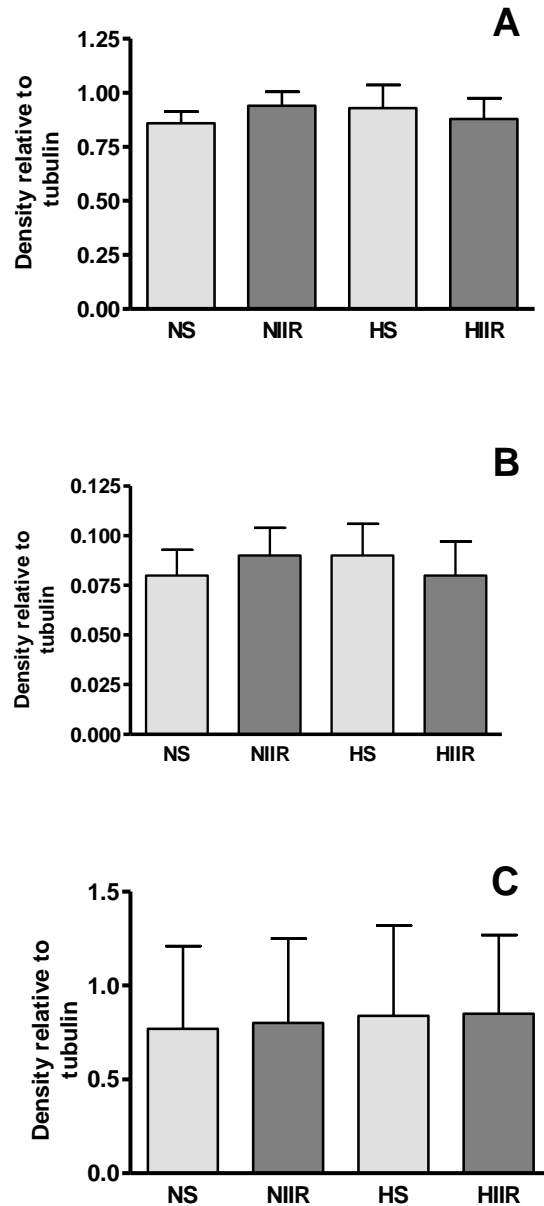 A
Density relative to
tubulin
1.25
1.00
0.75
0.50
0.25
0.00
NS NIIR HS HIIR
B
Density relative to
tubulin
0.125
0.100
0.075
0.050
0.025
0.000
NS NIIR HS HIIR
C
Density relative to
tubulin
1.5
1.0
0.5
0.0
NS NIIR HS HIIR